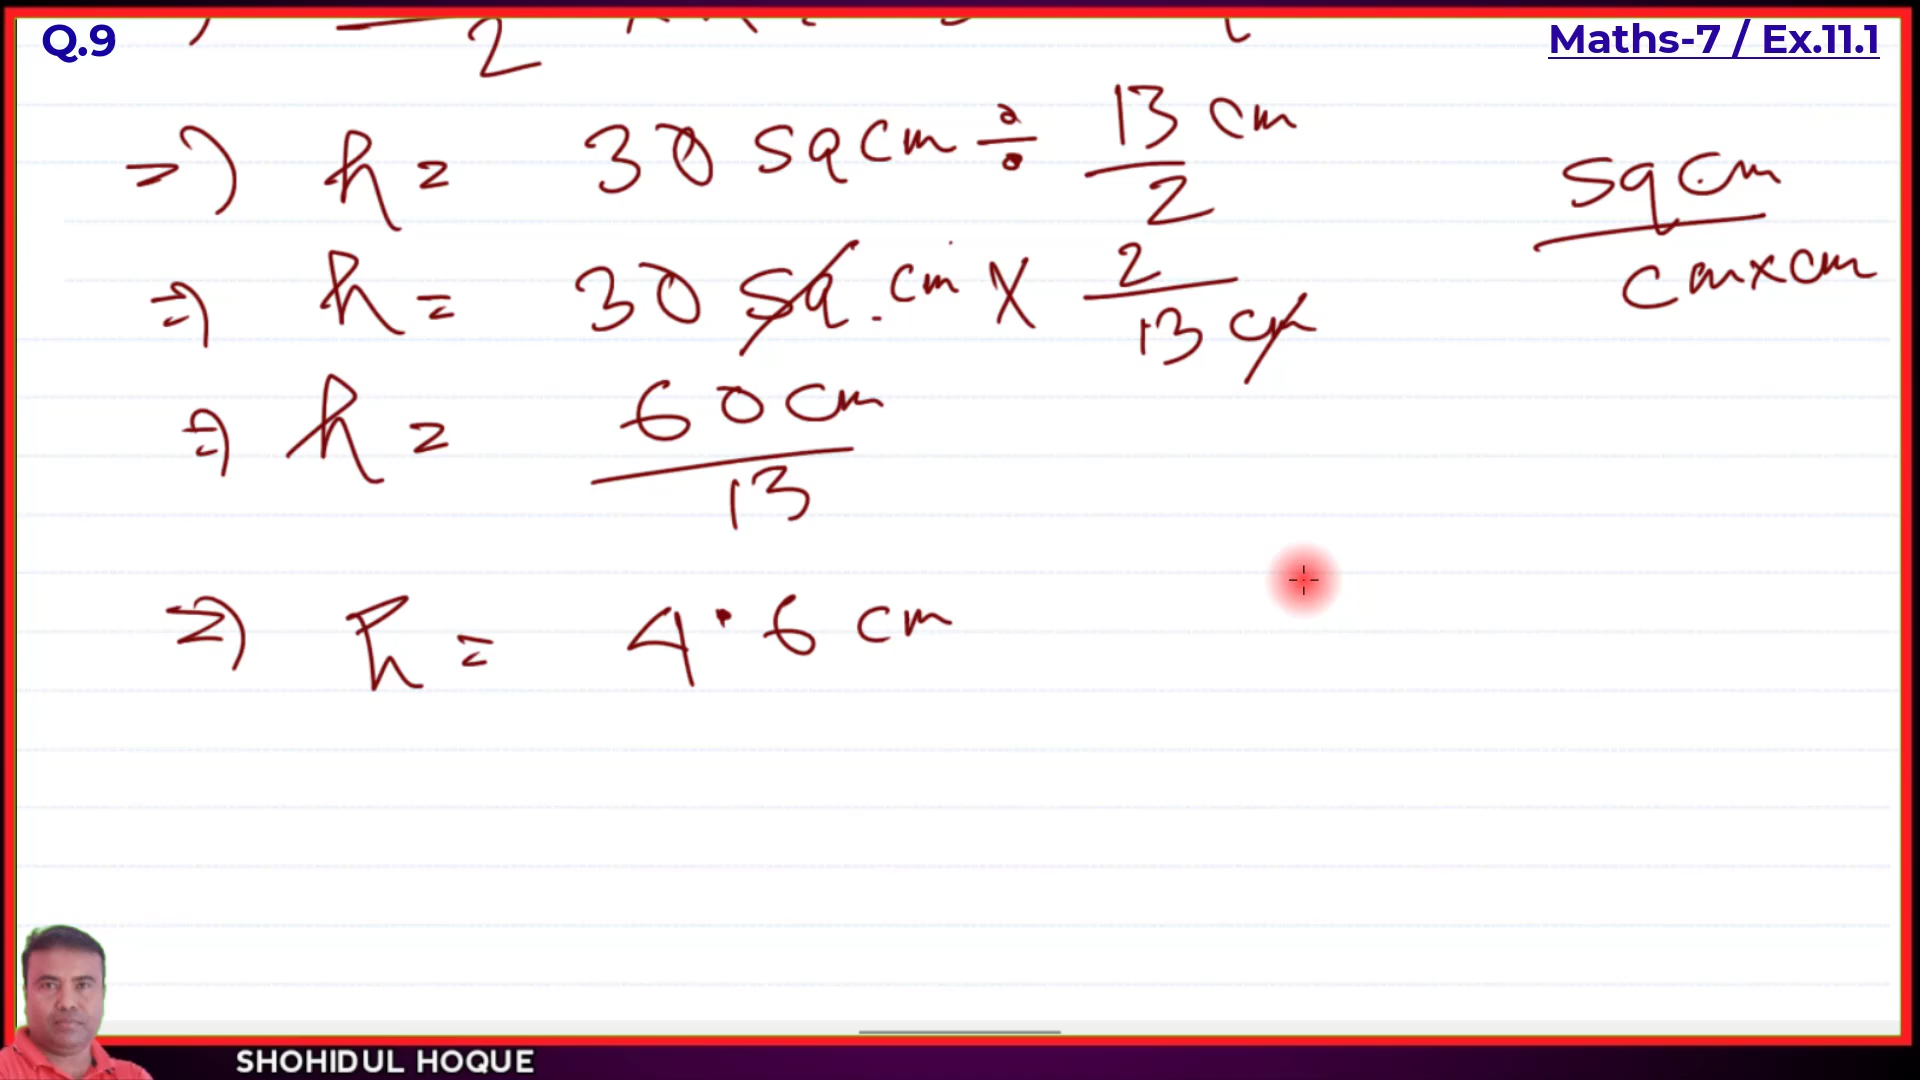 Q.9
Maths-7 / Ex.11.1
2
⇒ h = 30 sq cm ÷ 13 cm / 2
sq cm / cm x cm
⇒ h = 30 sq. cm x 2 / 13 cm
⇒ h = 60 cm / 13
⇒ h = 4.6 cm
SHOHIDUL HOQUE